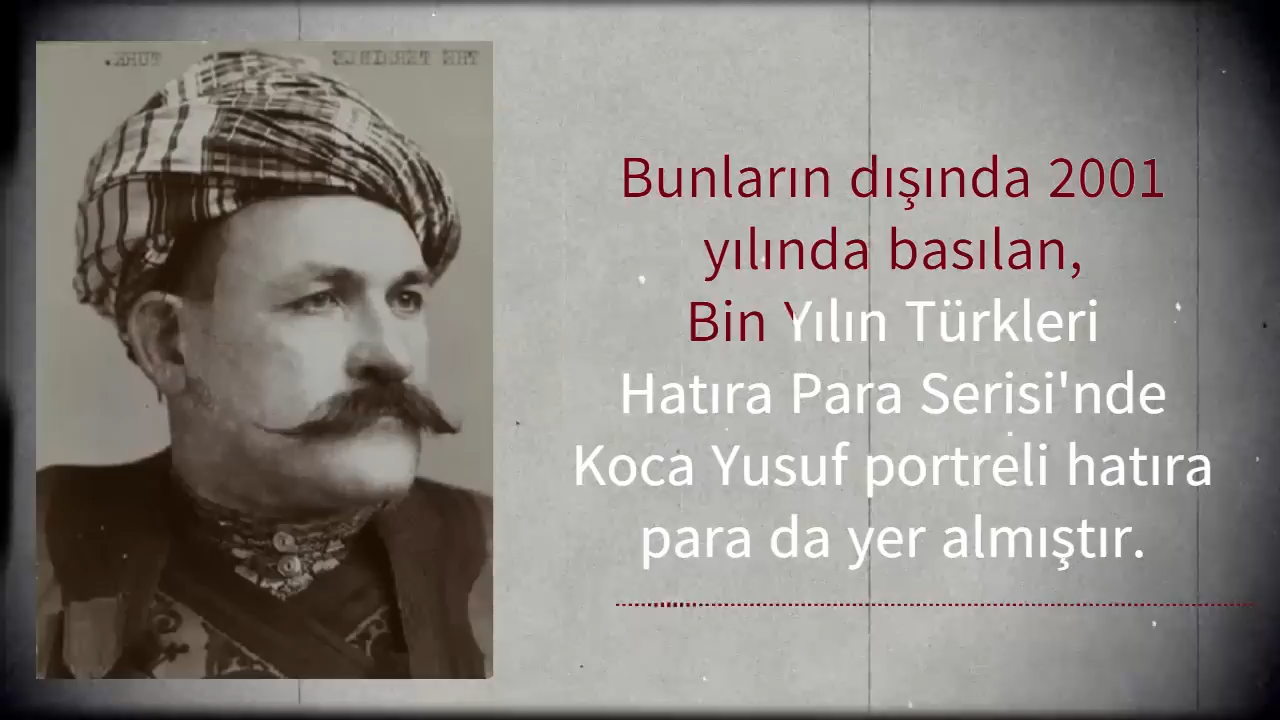 Bunların dışında 2001
yılında basılan,
Bin Yılın Türkleri
Hatıra Para Serisi'nde
Koca Yusuf portreli hatıra
para da yer almıştır.